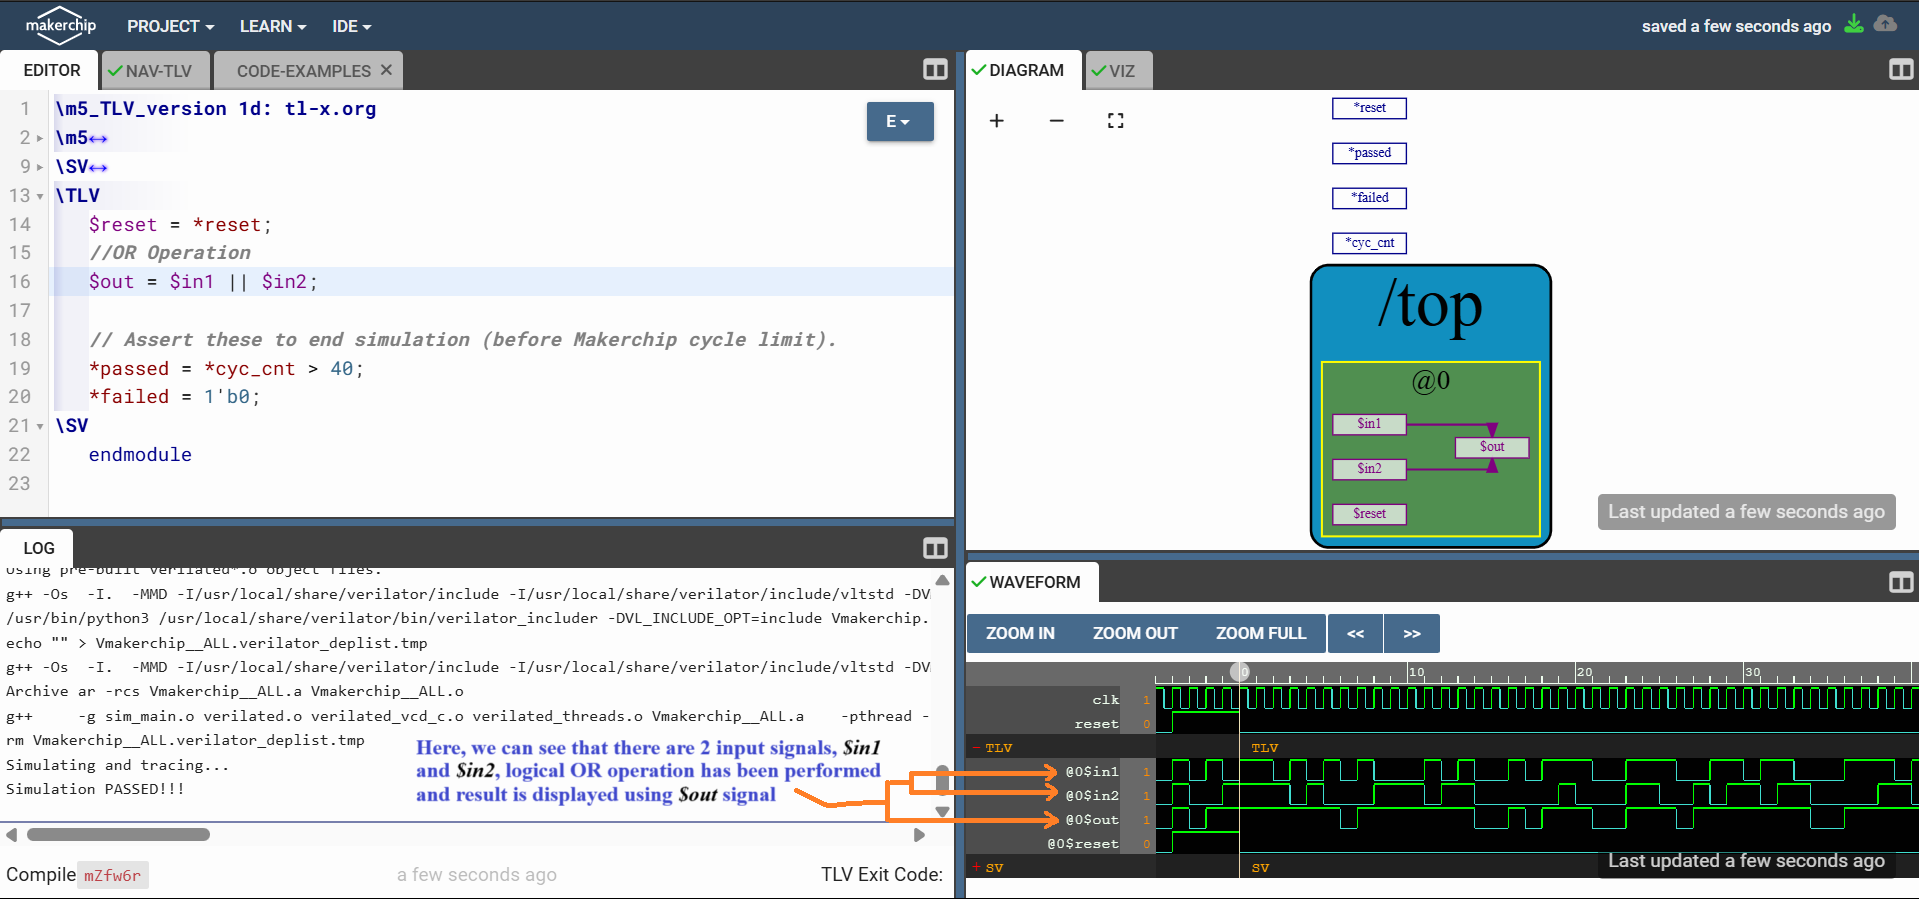 makerchip PROJECT LEARN IDE saved a few seconds ago
EDITOR NAV-TLV CODE-EXAMPLES
1 \m5_TLV_version 1d: tl-x.org
2 \m5
9 \SV
13 \TLV
14 $reset = *reset;
15 //OR Operation
16 $out = $in1 || $in2;
17
18 // Assert these to end simulation (before Makerchip cycle limit).
19 *passed = *cyc_cnt > 40;
20 *failed = 1'b0;
21 \SV
22 endmodule
23
E
LOG
Using pre-built verilated*.o object files.
g++ -Os -I. -MMD -I/usr/local/share/verilator/include -I/usr/local/share/verilator/include/vltstd -DV
/usr/bin/python3 /usr/local/share/verilator/bin/verilator_includer -DVL_INCLUDE_OPT=include Vmakerchip.
echo "" > Vmakerchip__ALL.verilator_deplist.tmp
g++ -Os -I. -MMD -I/usr/local/share/verilator/include -I/usr/local/share/verilator/include/vltstd -DV
Archive ar -rcs Vmakerchip__ALL.a Vmakerchip__ALL.o
g++ -g sim_main.o verilated.o verilated_vcd_c.o verilated_threads.o Vmakerchip__ALL.a -pthread -
rm Vmakerchip__ALL.verilator_deplist.tmp
Simulating and tracing...
Simulation PASSED!!!
Here, we can see that there are 2 input signals, $in1
and $in2, logical OR operation has been performed
and result is displayed using $out signal
Compile mZfw6r a few seconds ago TLV Exit Code:
DIAGRAM VIZ
*reset
*passed
*failed
*cyc_cnt
/top
@0
$in1
$out
$in2
$reset
Last updated a few seconds ago
WAVEFORM
ZOOM IN ZOOM OUT ZOOM FULL << >>
0 10 20 30
clk 1
reset 0
- TLV TLV
@0$in1 1
@0$in2 1
@0$out 1
@0$reset 0
+ SV SV
Last updated a few seconds ago